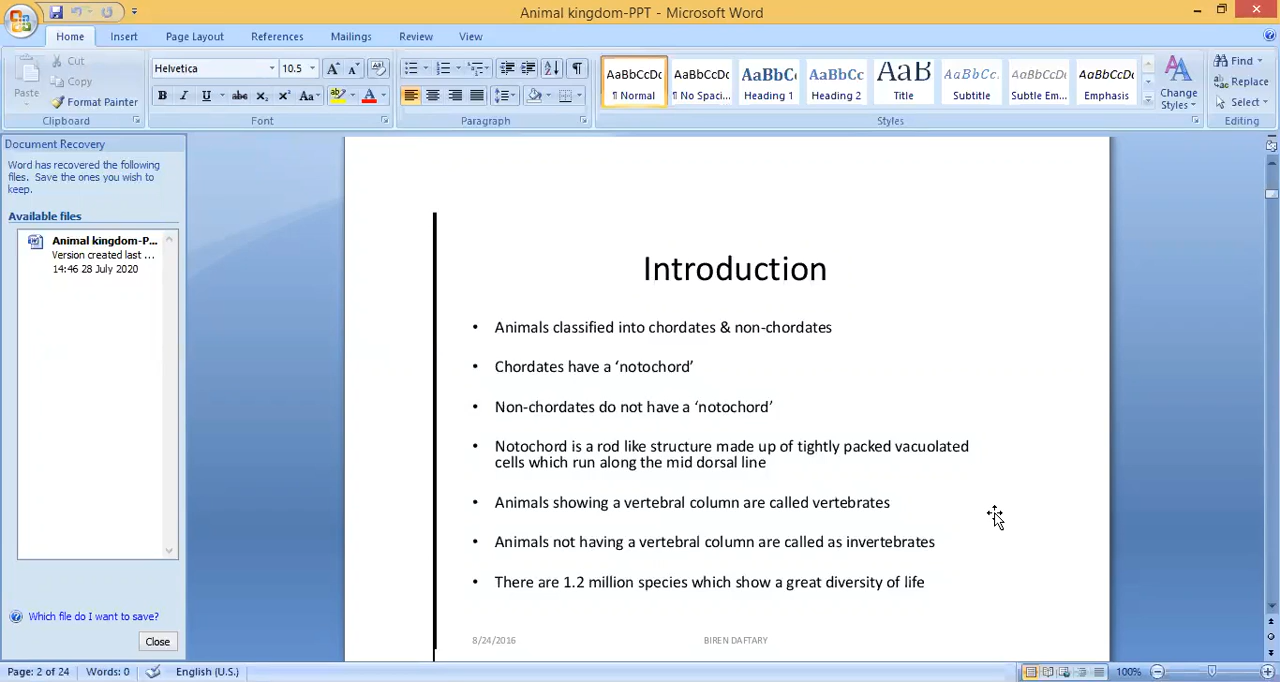 Animal kingdom-PPT - Microsoft Word
Home Insert Page Layout References Mailings Review View
Paste
Cut
Copy
Format Painter
Clipboard
Helvetica 10.5
Font
Paragraph
AaBbCcDc AaBbCcDc AaBbC AaBbCc AaB AaBbCc. AaBbCcDc AaBbCcDc
¶ Normal ¶ No Spaci... Heading 1 Heading 2 Title Subtitle Subtle Em... Emphasis
Styles
Change
Styles
Find
Replace
Select
Editing
Document Recovery
Word has recovered the following
files. Save the ones you wish to
keep.
Available files
Animal kingdom-P...
Version created last ...
14:46 28 July 2020
Which file do I want to save?
Close
Introduction
• Animals classified into chordates & non-chordates
• Chordates have a ‘notochord’
• Non-chordates do not have a ‘notochord’
• Notochord is a rod like structure made up of tightly packed vacuolated
cells which run along the mid dorsal line
• Animals showing a vertebral column are called vertebrates
• Animals not having a vertebral column are called as invertebrates
• There are 1.2 million species which show a great diversity of life
8/24/2016 BIREN DAFTARY
Page: 2 of 24 Words: 0 English (U.S.) 100%